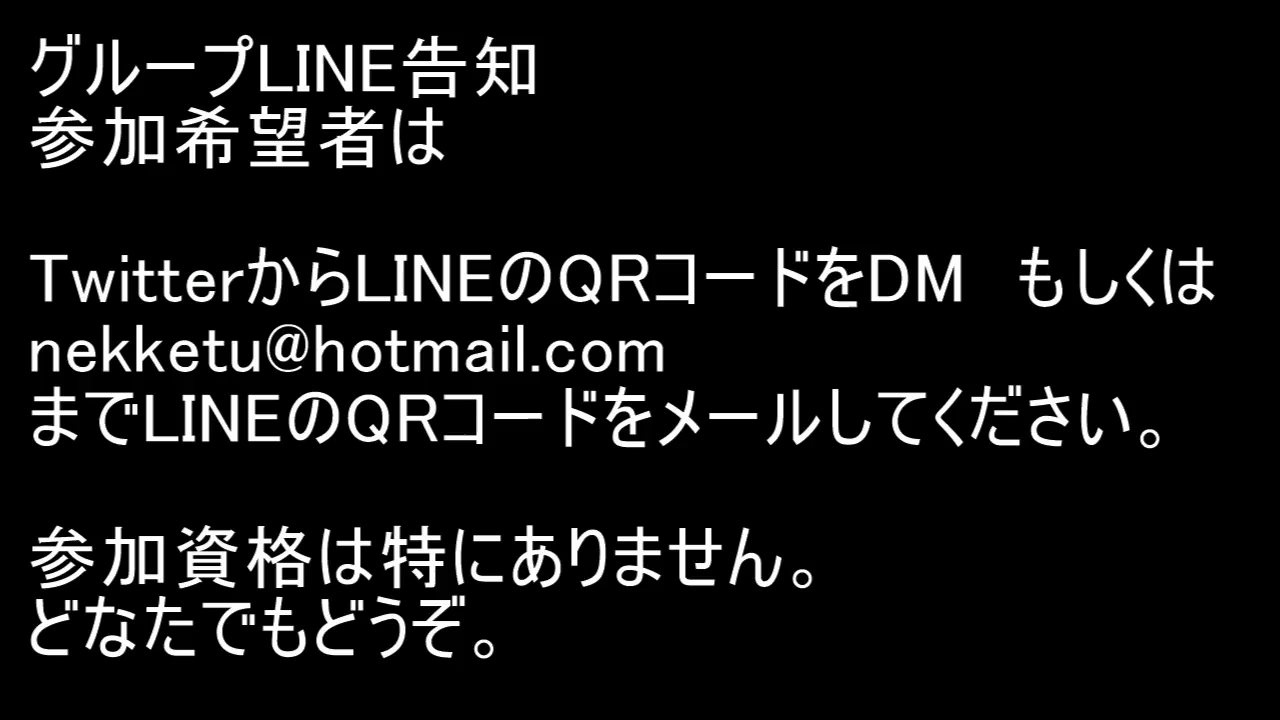 グループLINE告知
参加希望者は
TwitterからLINEのQRコードをDM　もしくは
nekketu@hotmail.com
までLINEのQRコードをメールしてください。
参加資格は特にありません。
どなたでもどうぞ。